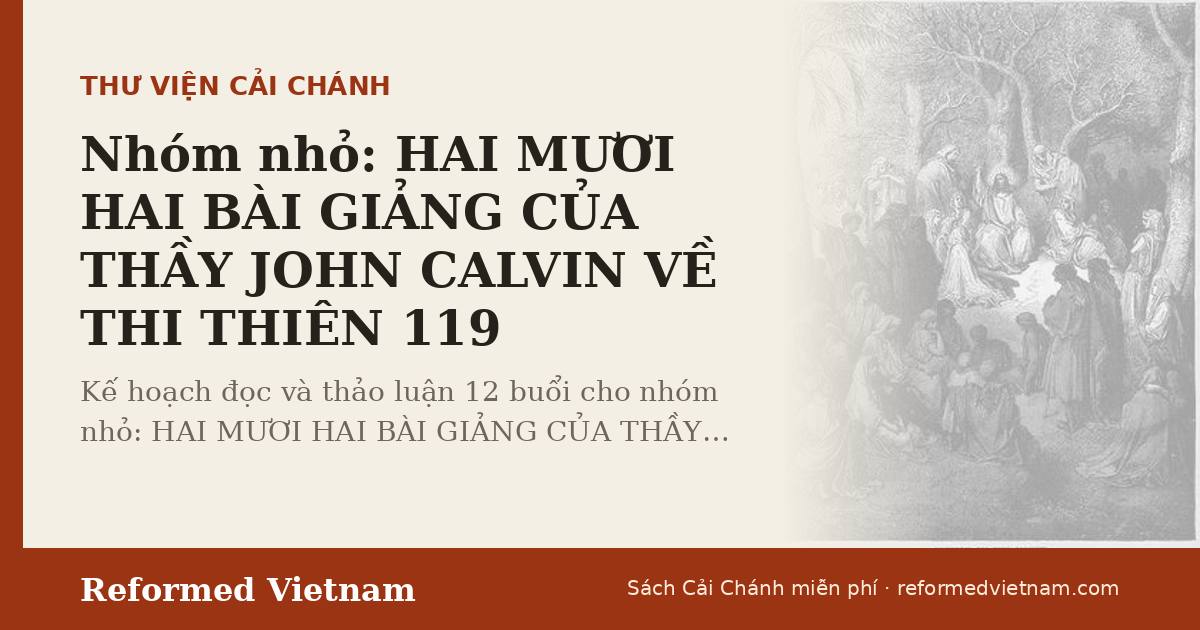 THƯ VIỆN CẢI CHÁNH
Nhóm nhỏ: HAI MƯƠI
HAI BÀI GIẢNG CỦA
THẦY JOHN CALVIN VỀ
THI THIÊN 119
Kế hoạch đọc và thảo luận 12 buổi cho nhóm
nhỏ: HAI MƯƠI HAI BÀI GIẢNG CỦA THẦY...
Reformed Vietnam
Sách Cải Chánh miễn phí · reformedvietnam.com